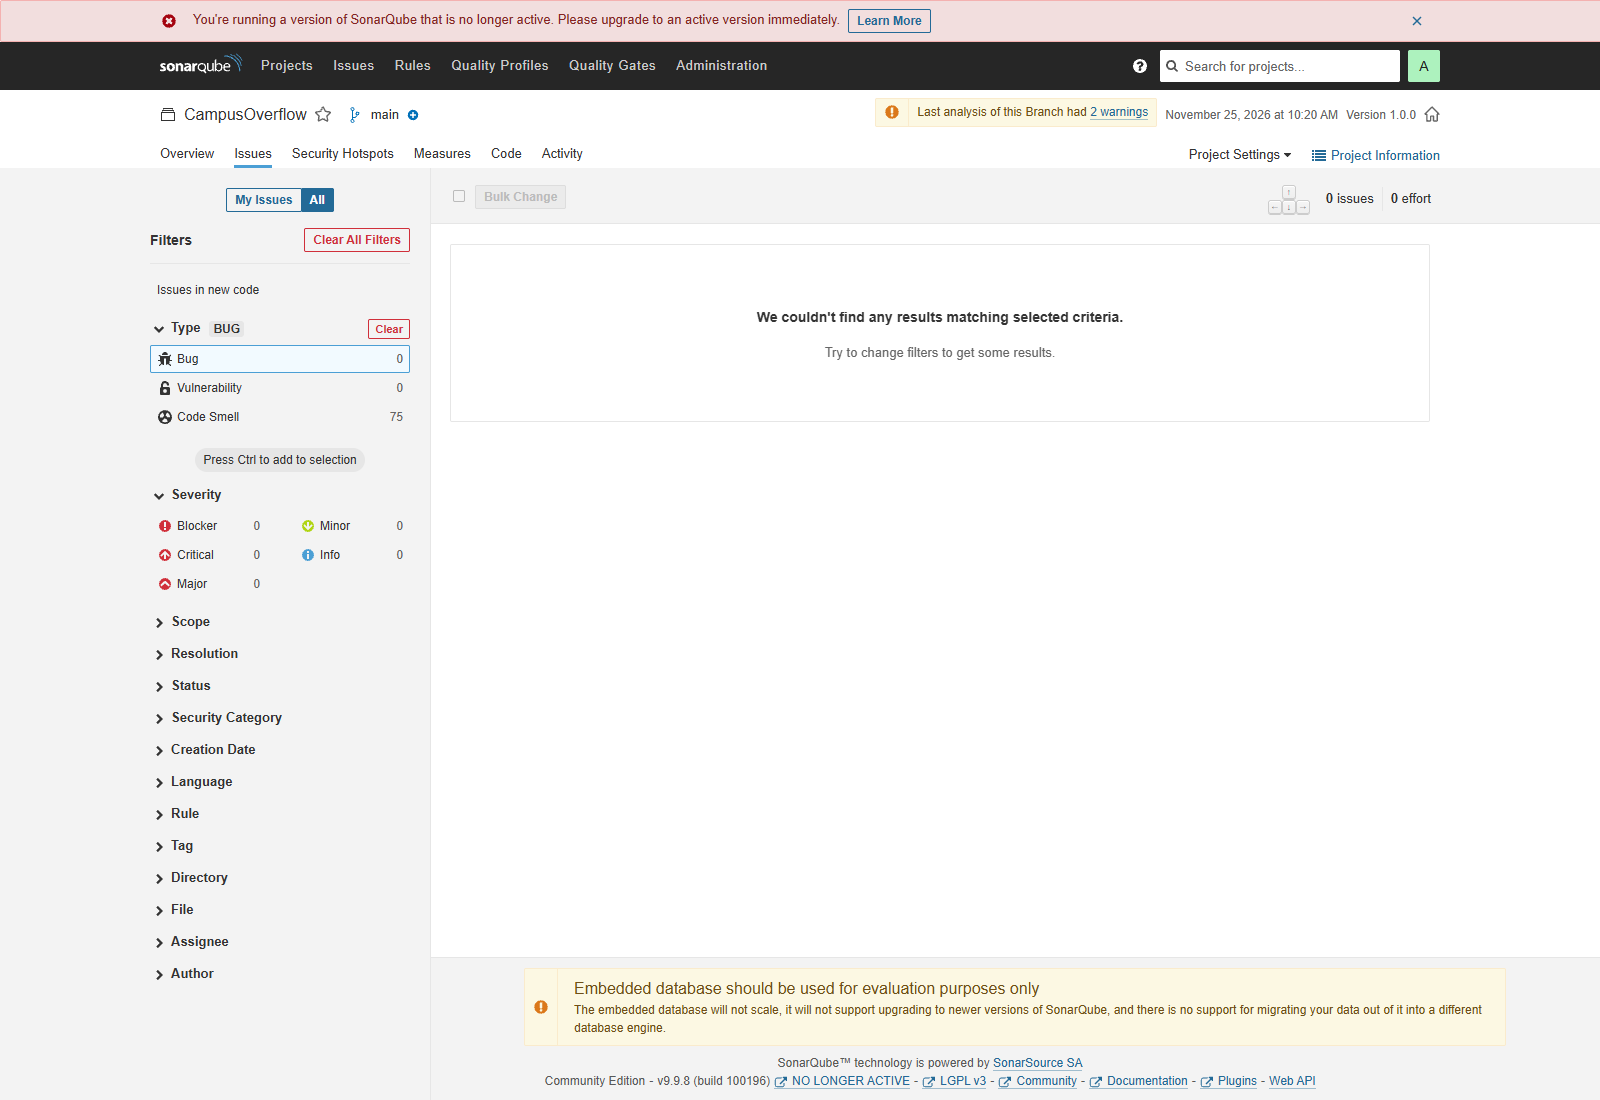 You're running a version of SonarQube that is no longer active. Please upgrade to an active version immediately. Learn More
sonarqube Projects Issues Rules Quality Profiles Quality Gates Administration Search for projects... A
CampusOverflow main Last analysis of this Branch had 2 warnings November 25, 2026 at 10:20 AM Version 1.0.0
Overview Issues Security Hotspots Measures Code Activity Project Settings Project Information
My Issues All
Bulk Change 0 issues 0 effort
Filters Clear All Filters
Issues in new code
Type BUG Clear
Bug 0
Vulnerability 0
Code Smell 75
Press Ctrl to add to selection
Severity
Blocker 0 Minor 0
Critical 0 Info 0
Major 0
Scope
Resolution
Status
Security Category
Creation Date
Language
Rule
Tag
Directory
File
Assignee
Author
We couldn't find any results matching selected criteria.
Try to change filters to get some results.
Embedded database should be used for evaluation purposes only
The embedded database will not scale, it will not support upgrading to newer versions of SonarQube, and there is no support for migrating your data out of it into a different
database engine.
SonarQube™ technology is powered by SonarSource SA
Community Edition - v9.9.8 (build 100196) NO LONGER ACTIVE - LGPL v3 - Community - Documentation - Plugins - Web API